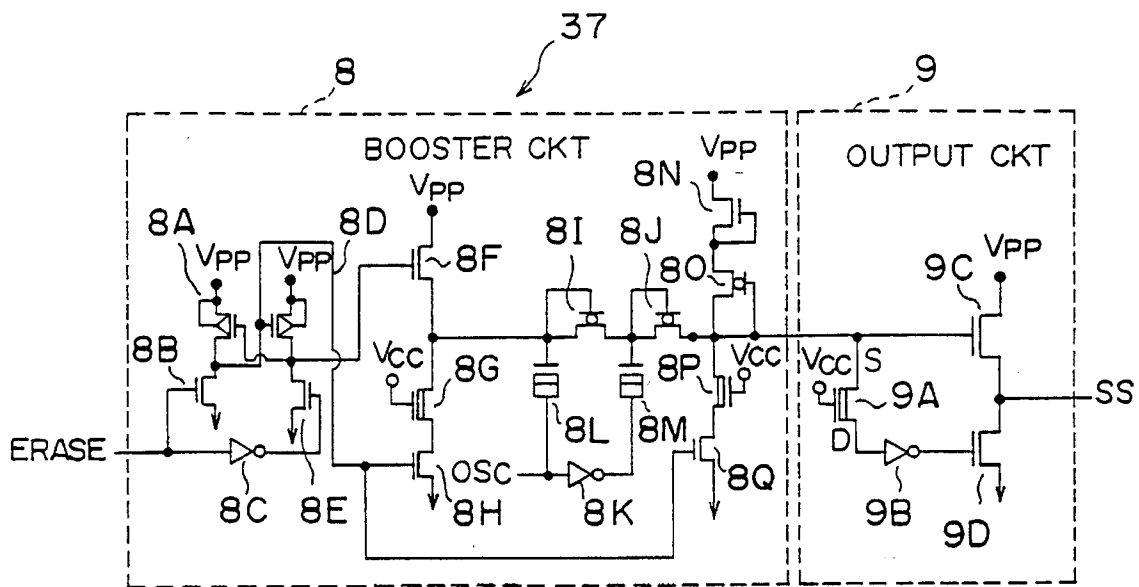 37
8
9
BOOSTER CKT
OUTPUT CKT
VPP
8N
8A
8D
VPP
8I
8J
VPP
VPP
VPP
8F
8O
9C
8B
VCC
8G
8P
VCC
VCC
S
9A
SS
8L
8M
D
ERASE
OSC
8Q
8C
8E
8H
8K
9B
9D